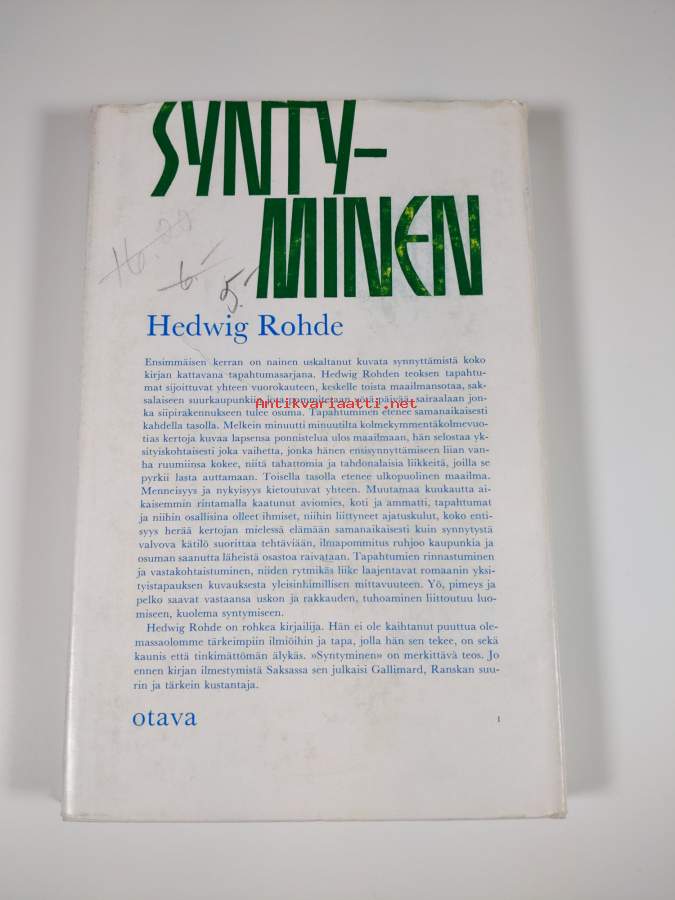 SYNTY-
MINEN
16.20
6.-
5.-
Hedwig Rohde
Ensimmäisen kerran on nainen uskaltanut kuvata synnyttämistä koko
kirjan kattavana tapahtumasarjana. Hedwig Rohden teoksen tapahtu-
mat sijoittuvat yhteen vuorokauteen, keskelle toista maailmansotaa, sak-
salaiseen suurkaupunkiin, jota pommitetaan yötä päivää, sairaalaan jon-
Antikvariaatti.net
ka siipirakennukseen tulee osuma. Tapahtuminen etenee samanaikaisesti
kahdella tasolla. Melkein minuutti minuutilta kolmekymmentäkolmevuo-
tias kertoja kuvaa lapsensa ponnistelua ulos maailmaan, hän selostaa yk-
sityiskohtaisesti joka vaihetta, jonka hänen ensisynnyttämiseen liian van-
ha ruumiinsa kokee, niitä tahattomia ja tahdonalaisia liikkeitä, joilla se
pyrkii lasta auttamaan. Toisella tasolla etenee ulkopuolinen maailma.
Menneisyys ja nykyisyys kietoutuvat yhteen. Muutamaa kuukautta ai-
kaisemmin rintamalla kaatunut aviomies, koti ja ammatti, tapahtumat
ja niihin osallisina olleet ihmiset, niihin liittyneet ajatuskulut, koko enti-
syys herää kertojan mielessä elämään samanaikaisesti kuin synnytystä
valvova kätilö suorittaa tehtäviään, ilmapommitus ruhjoo kaupunkia ja
osuman saanutta läheistä osastoa raivataan. Tapahtumien rinnastuminen
ja vastakohtaistuminen, niiden rytmikäs liike laajentavat romaanin yksi-
tyistapauksen kuvauksesta yleisinhimillisen mittavuuteen. Yö, pimeys ja
pelko saavat vastaansa uskon ja rakkauden, tuhoaminen liittoutuu luo-
miseen, kuolema syntymiseen.
Hedwig Rohde on rohkea kirjailija. Hän ei ole kaihtanut puuttua ole-
massaolomme tärkeimpiin ilmiöihin ja tapa, jolla hän sen tekee, on sekä
kaunis että tinkimättömän älykäs. »Syntyminen» on merkittävä teos. Jo
ennen kirjan ilmestymistä Saksassa sen julkaisi Gallimard, Ranskan suu-
rin ja tärkein kustantaja.
otava
1